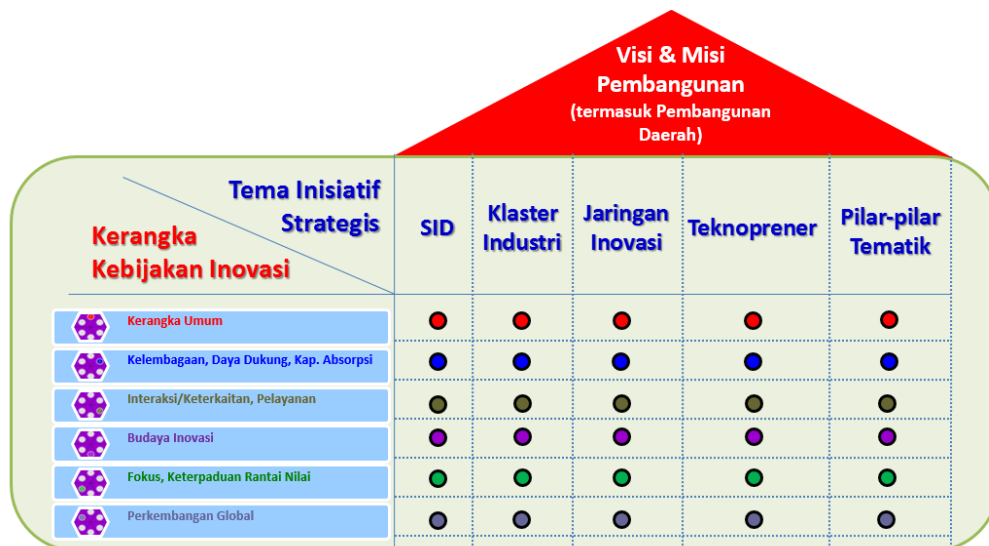 Visi & Misi
Pembangunan
(termasuk Pembangunan
Daerah)
Tema Inisiatif
Strategis
Kerangka
Kebijakan Inovasi
SID
Klaster
Industri
Jaringan
Inovasi
Teknoprener
Pilar-pilar
Tematik
Kerangka Umum
Kelembagaan, Daya Dukung, Kap. Absorpsi
Interaksi/Keterkaitan, Pelayanan
Budaya Inovasi
Fokus, Keterpaduan Rantai Nilai
Perkembangan Global